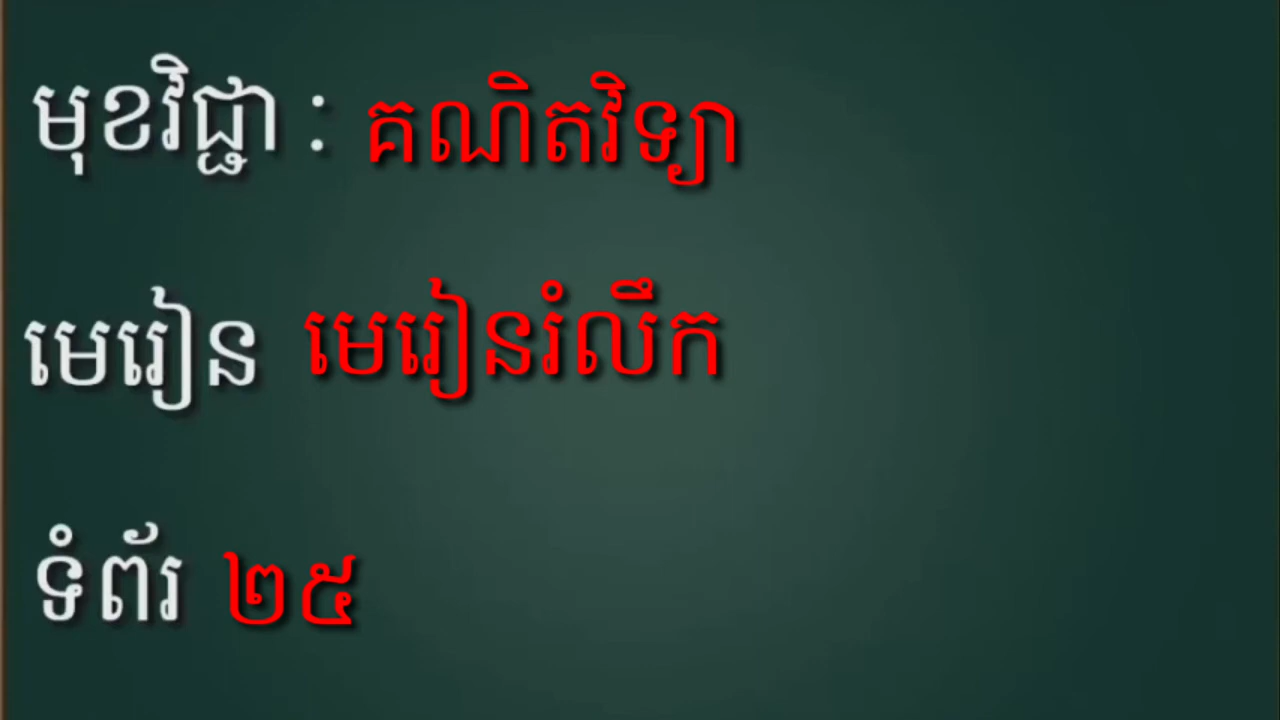 មុខវិជ្ជា : គណិតវិទ្យា
មេរៀន មេរៀនរំលឹក
ទំព័រ ២៥